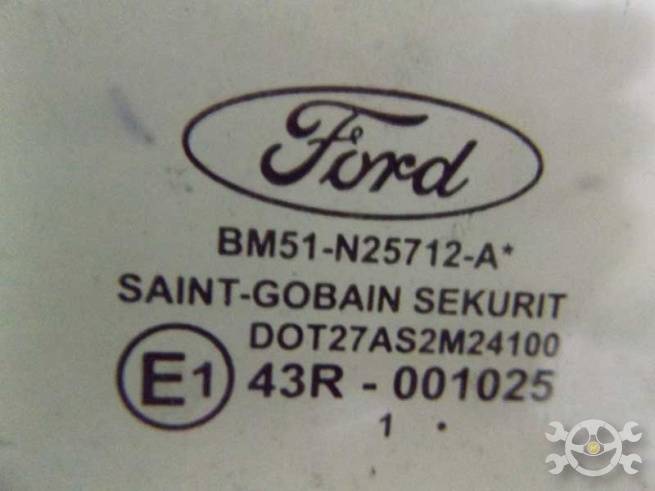 Ford
BM51-N25712-A*
SAINT-GOBAIN SEKURIT
DOT27AS2M24100
E1 43R - 001025
1 .